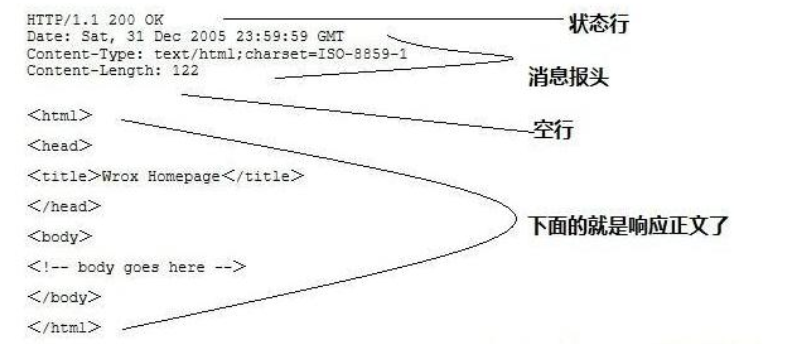 HTTP/1.1 200 OK
状态行
Date: Sat, 31 Dec 2005 23:59:59 GMT
Content-Type: text/html;charset=ISO-8859-1
Content-Length: 122
消息报头
空行
<html>
<head>
<title>Wrox Homepage</title>
</head>
下面的就是响应正文了
<body>
<!-- body goes here -->
</body>
</html>